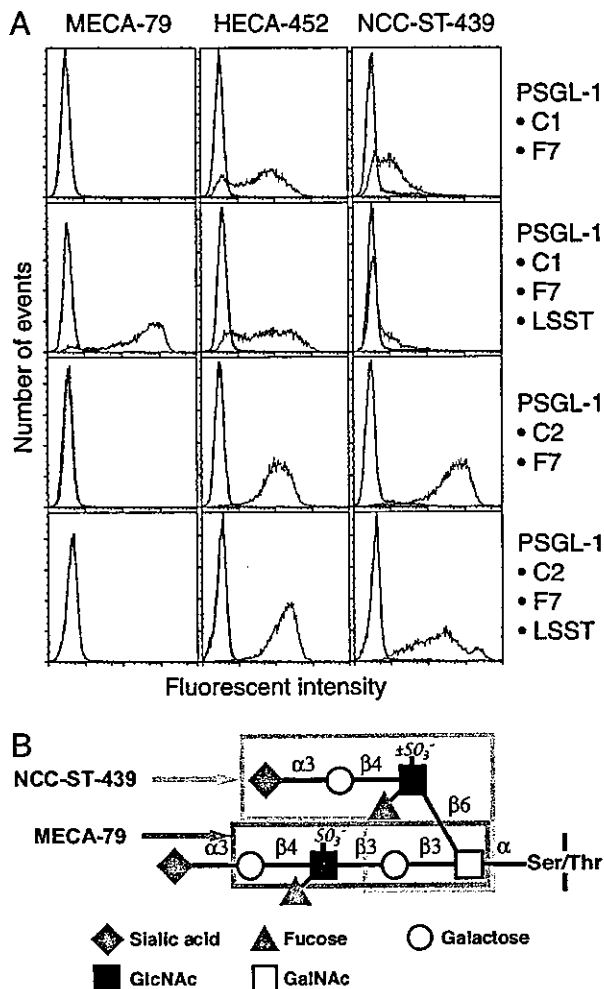 A
MECA-79 HECA-452 NCC-ST-439
Number of events
PSGL-1
• C1
• F7
PSGL-1
• C1
• F7
• LSST
PSGL-1
• C2
• F7
PSGL-1
• C2
• F7
• LSST
Fluorescent intensity
B
NCC-ST-439
α3 β4 ±SO₃⁻
β6
MECA-79
α3 β4 SO₃⁻ β3 β3 α
Ser/Thr
Sialic acid Fucose Galactose
GlcNAc GalNAc